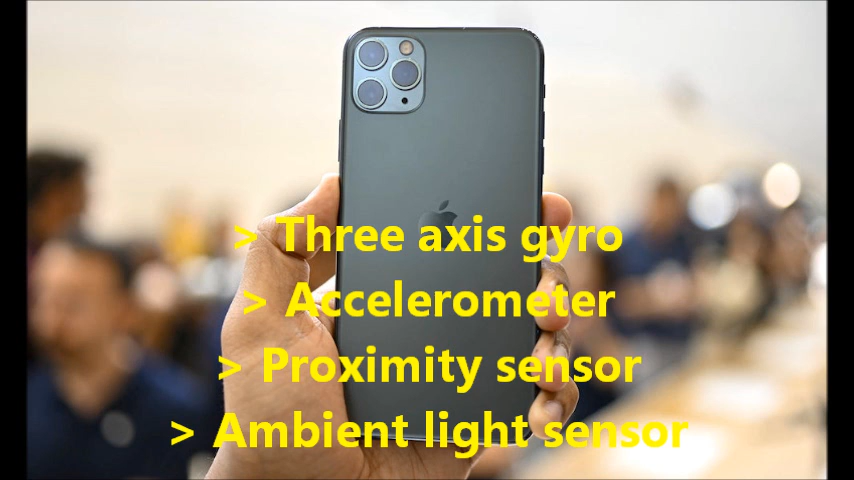 > Three axis gyro
> Accelerometer
> Proximity sensor
> Ambient light sensor